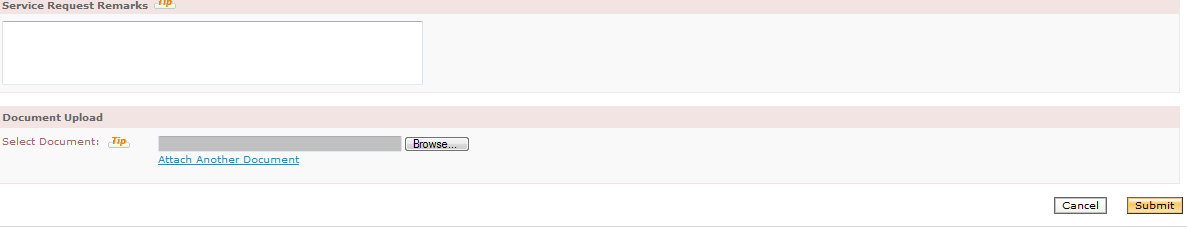 Service Request Remarks Tip
Document Upload
Select Document: Tip Browse...
Attach Another Document
Cancel Submit